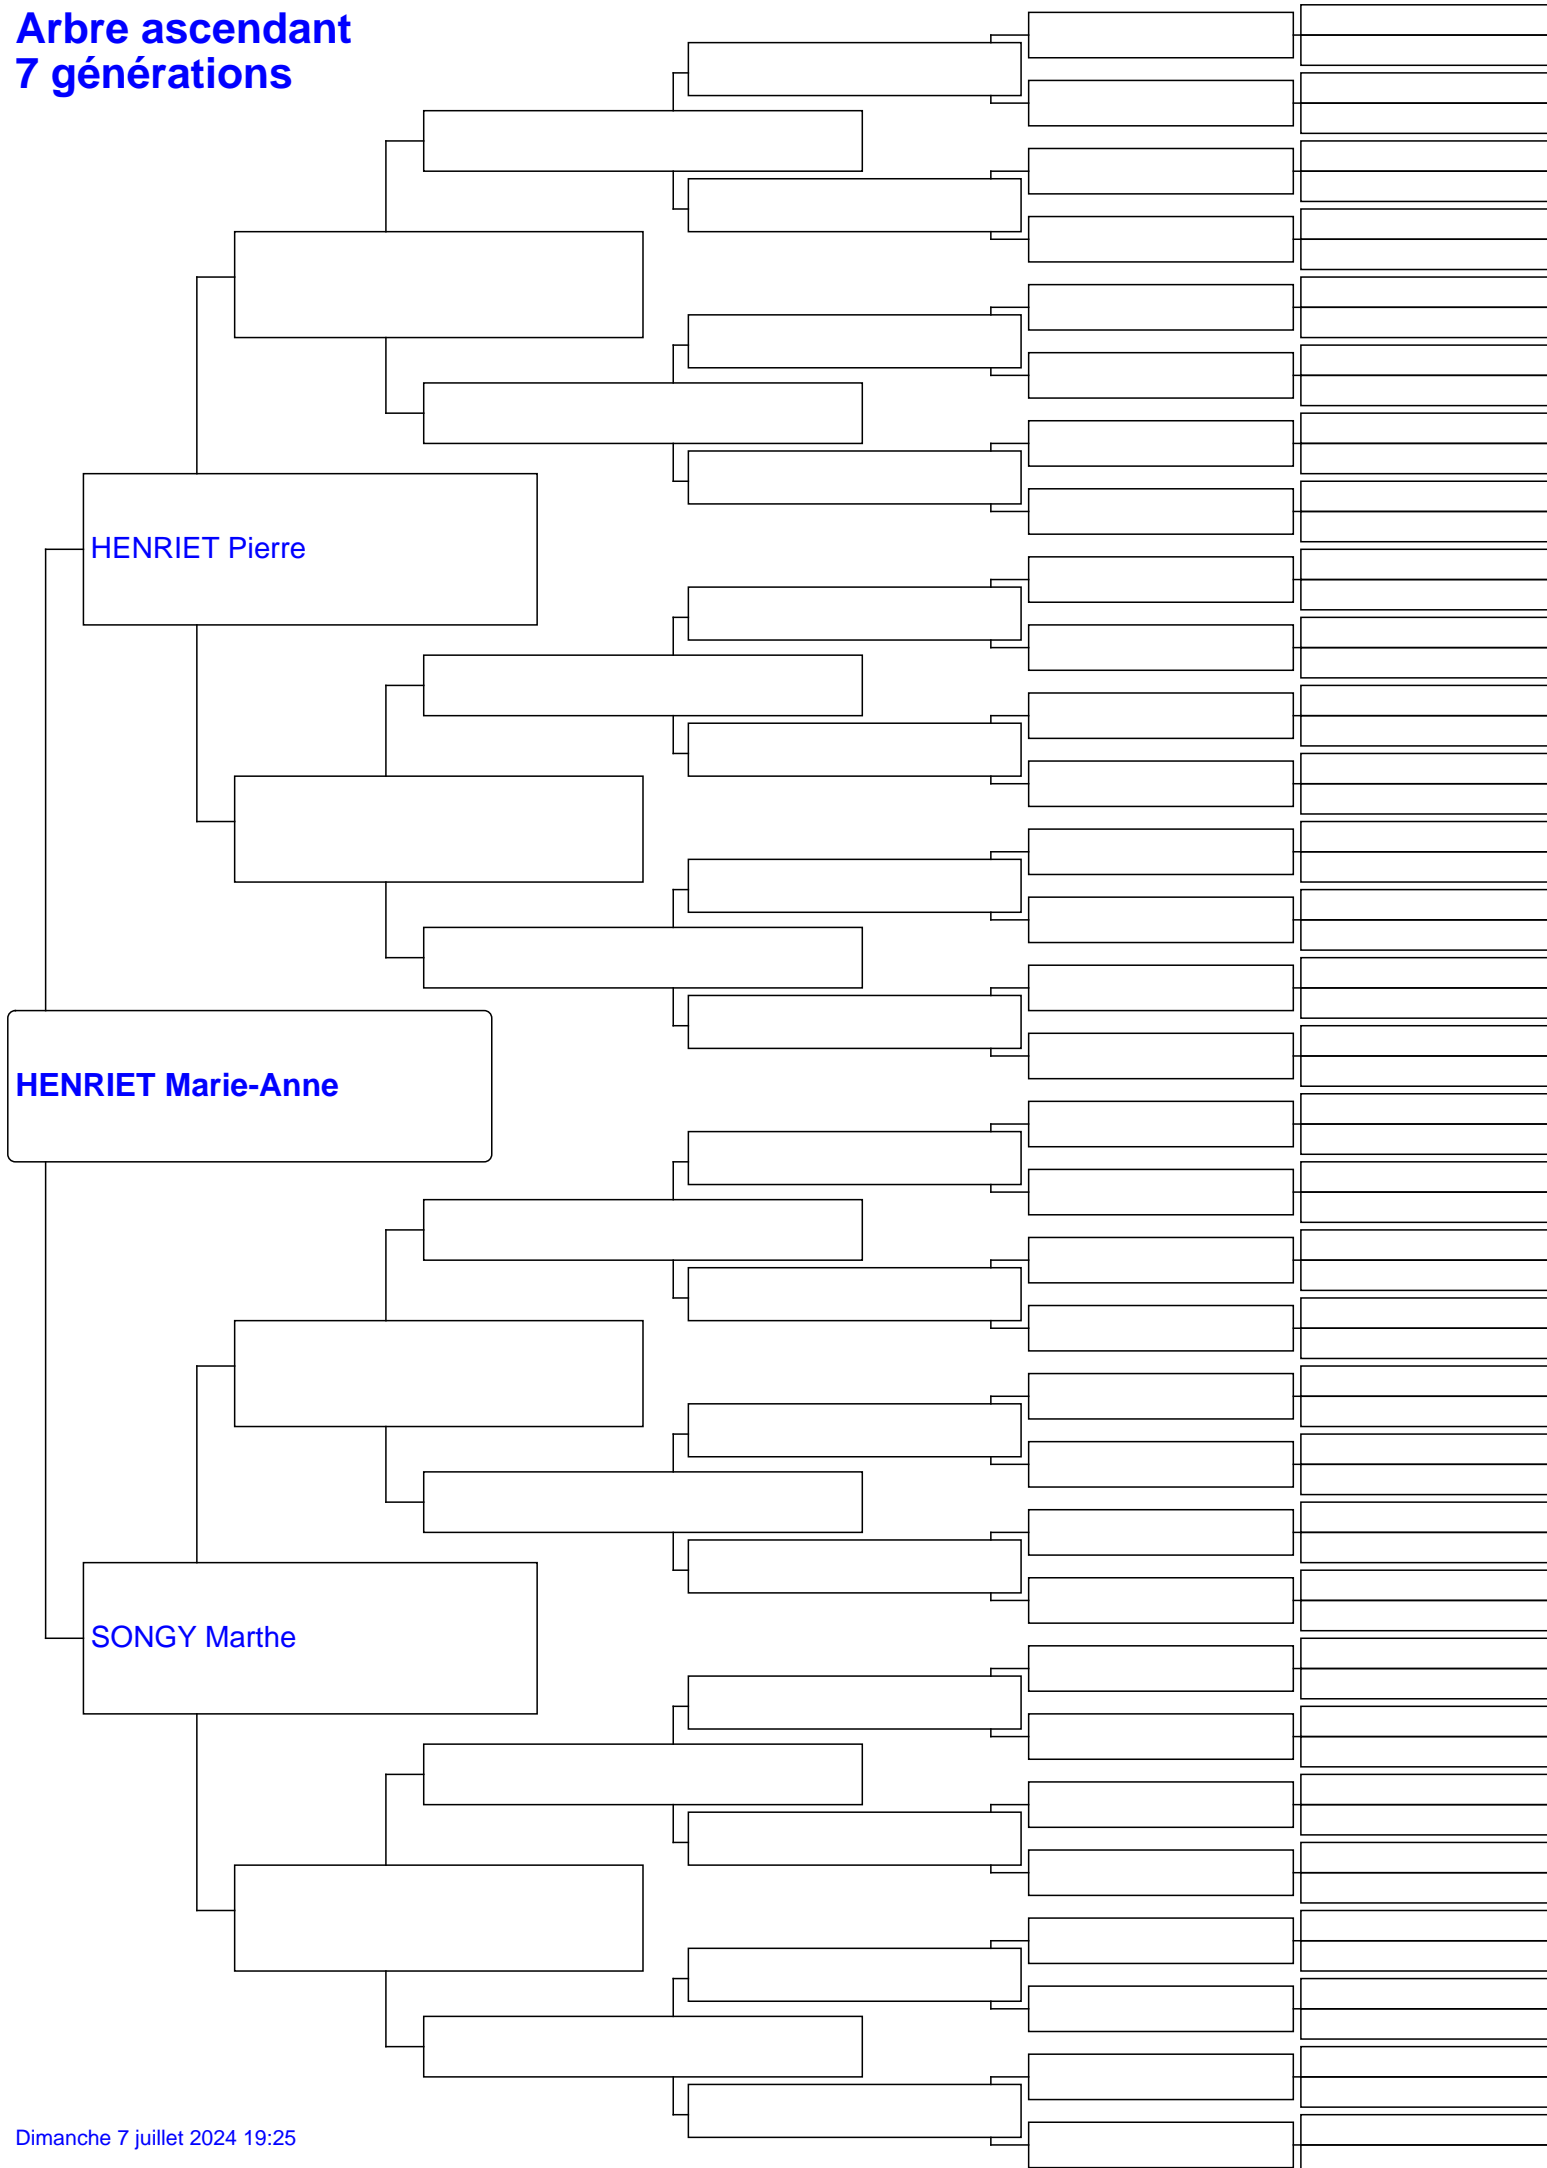 Arbre ascendant
7 générations
HENRIET Pierre
HENRIET Marie-Anne
SONGY Marthe
Dimanche 7 juillet 2024 19:25